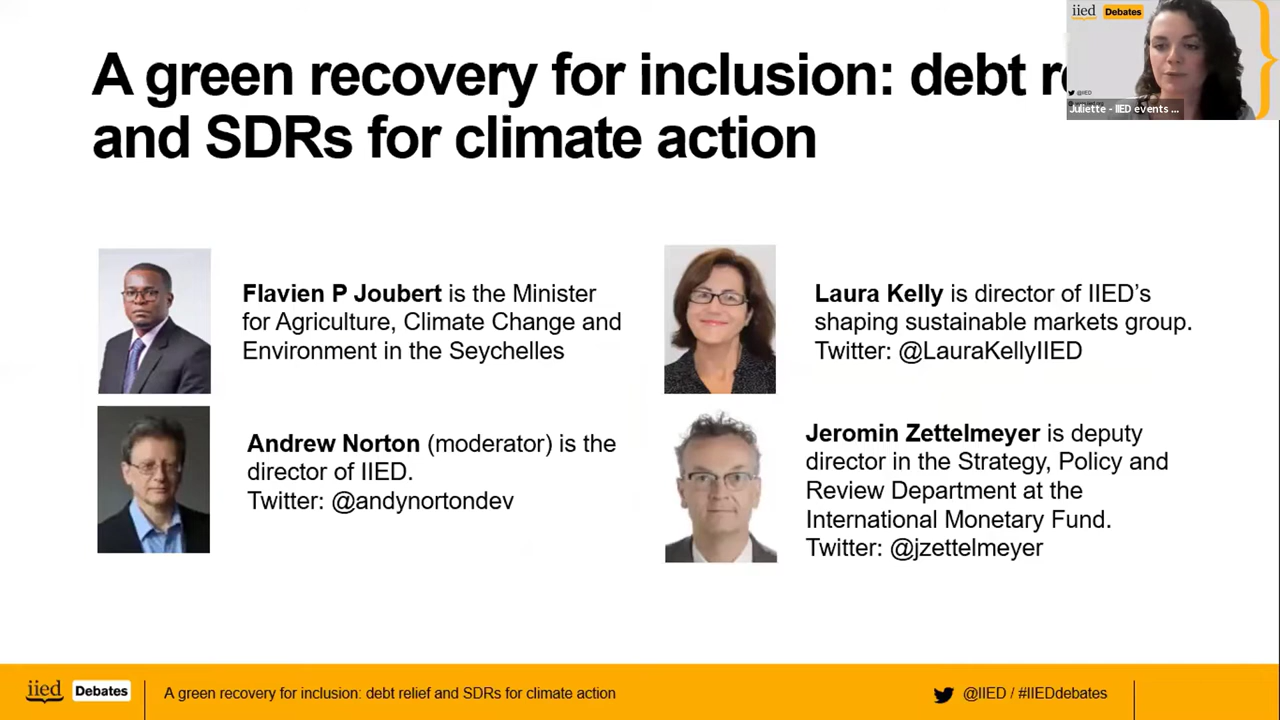 A green recovery for inclusion: debt re
and SDRs for climate action
iied Debates
@IIED
Juliette - IIED events ...
Flavien P Joubert is the Minister
for Agriculture, Climate Change and
Environment in the Seychelles
Laura Kelly is director of IIED’s
shaping sustainable markets group.
Twitter: @LauraKellyIIED
Andrew Norton (moderator) is the
director of IIED.
Twitter: @andynortondev
Jeromin Zettelmeyer is deputy
director in the Strategy, Policy and
Review Department at the
International Monetary Fund.
Twitter: @jzettelmeyer
iied Debates A green recovery for inclusion: debt relief and SDRs for climate action @IIED / #IIEDdebates